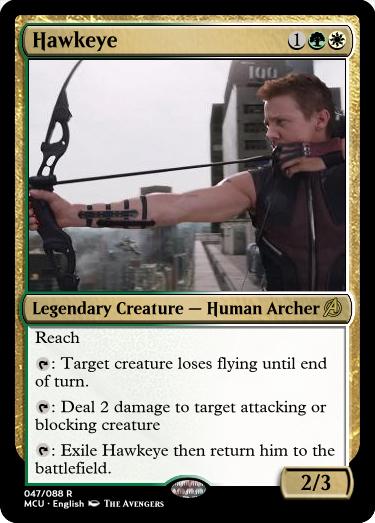 Hawkeye 1
Legendary Creature — Human Archer
Reach
: Target creature loses flying until end
of turn.
: Deal 2 damage to target attacking or
blocking creature
: Exile Hawkeye then return him to the
battlefield.
2/3
047/088 R
MCU • English THE AVENGERS